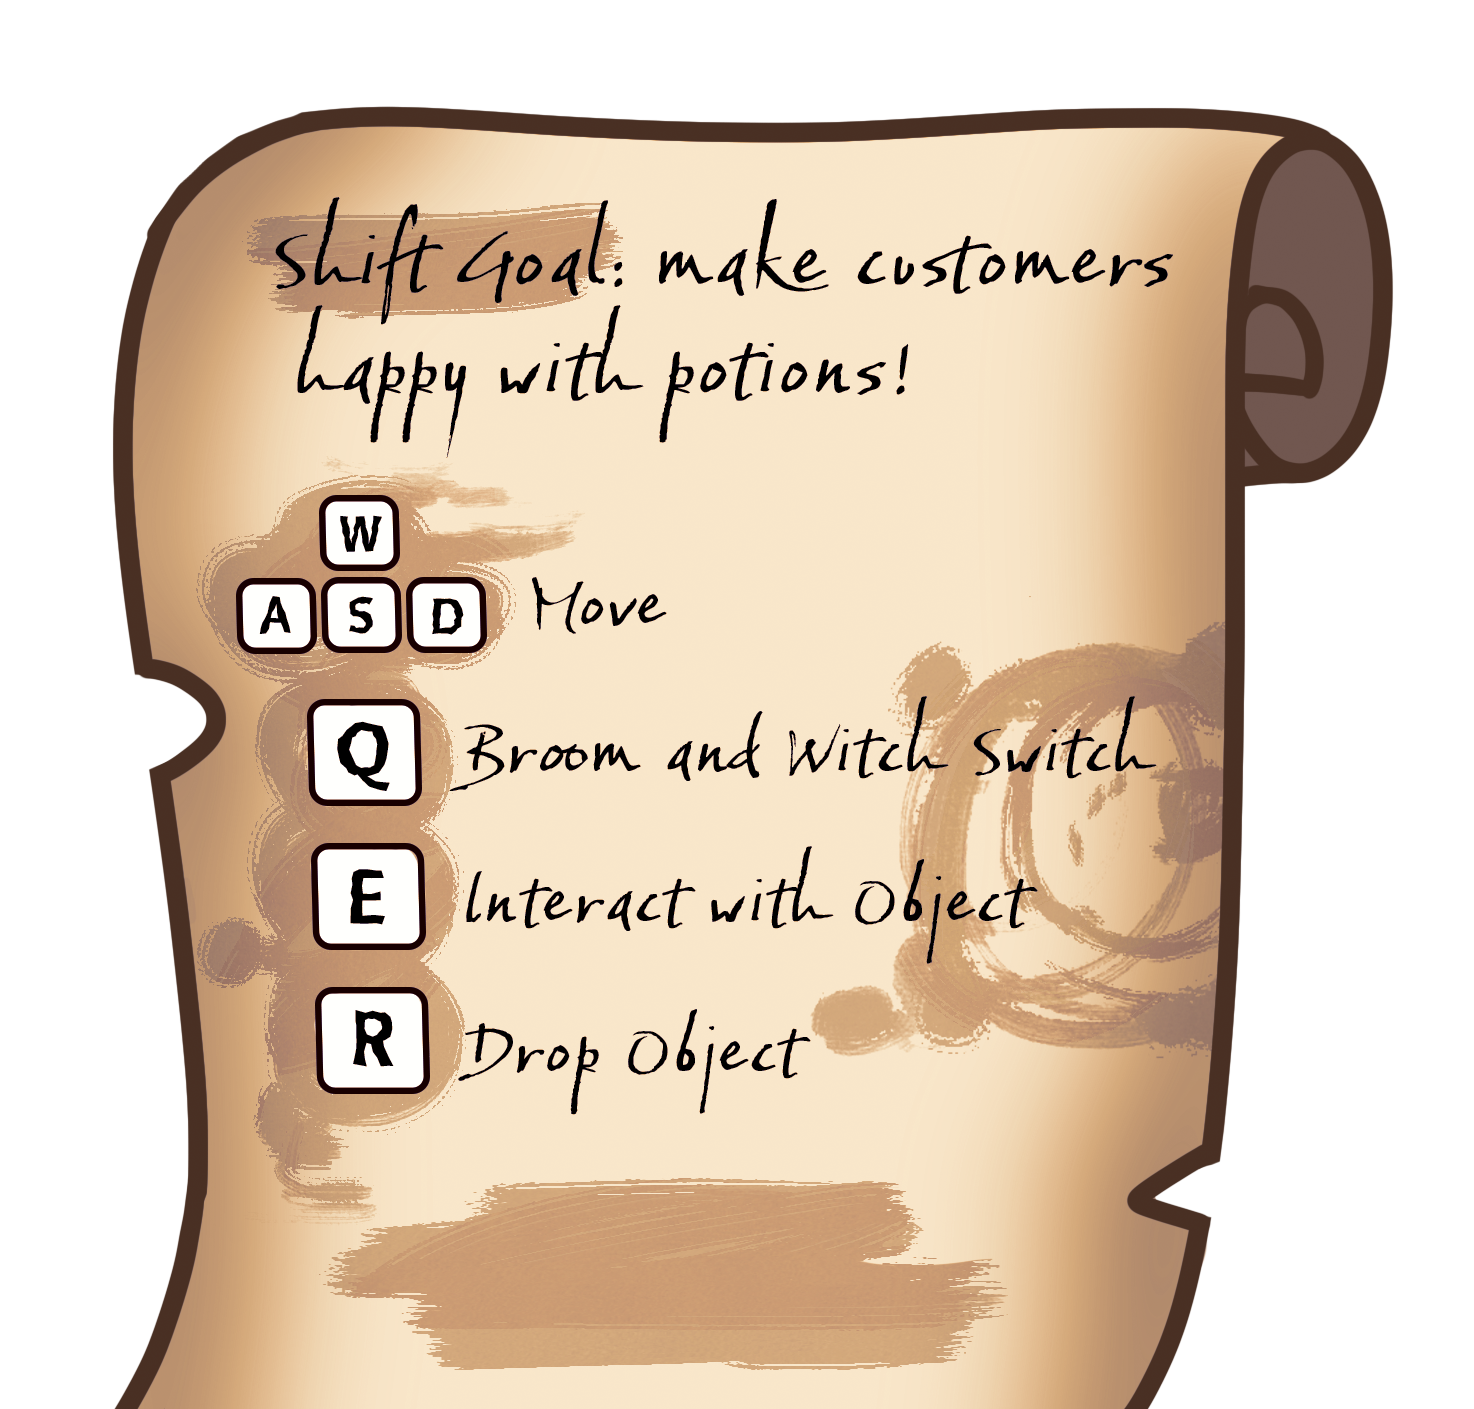 Shift Goal: make customers
happy with potions!
W
A S D Move
Q Broom and Witch Switch
E Interact with Object
R Drop Object